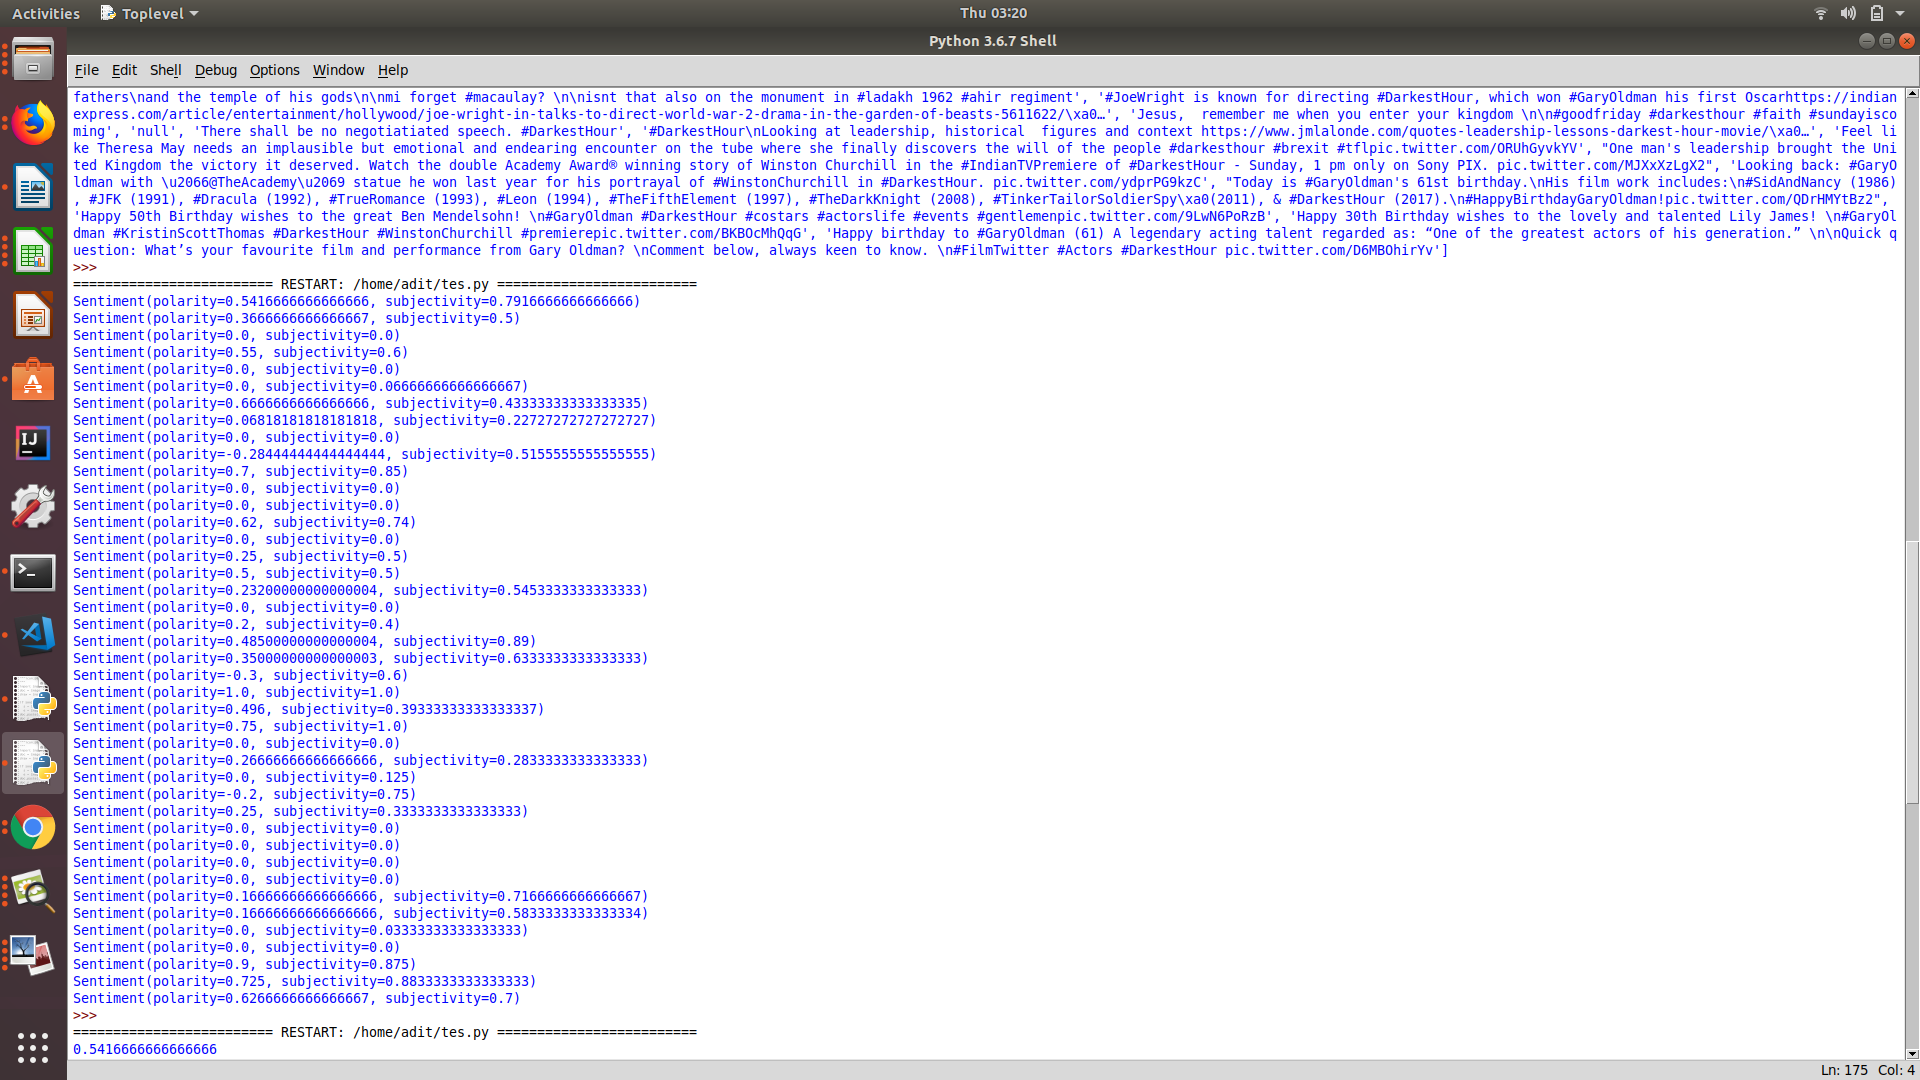 Activities Toplevel Thu 03:20
Python 3.6.7 Shell
File Edit Shell Debug Options Window Help
fathers\nand the temple of his gods\n\nmi forget #macaulay? \n\nisnt that also on the monument in #ladakh 1962 #ahir regiment', '#JoeWright is known for directing #DarkestHour, which won #GaryOldman his first Oscarhttps://indian
express.com/article/entertainment/hollywood/joe-wright-in-talks-to-direct-world-war-2-drama-in-the-garden-of-beasts-5611622/\xa0…', 'Jesus,  remember me when you enter your kingdom \n\n#goodfriday #darkesthour #faith #sundayisco
ming', 'null', 'There shall be no negotiatiated speech. #DarkestHour', '#DarkestHour\nLooking at leadership, historical  figures and context https://www.jmlalonde.com/quotes-leadership-lessons-darkest-hour-movie/\xa0…', 'Feel li
ke Theresa May needs an implausible but emotional and endearing encounter on the tube where she finally discovers the will of the people #darkesthour #brexit #tflpic.twitter.com/ORUhGyvkYV', "One man's leadership brought the Uni
ted Kingdom the victory it deserved. Watch the double Academy Award® winning story of Winston Churchill in the #IndianTVPremiere of #DarkestHour - Sunday, 1 pm only on Sony PIX. pic.twitter.com/MJXxXzLgX2", 'Looking back: #GaryO
ldman with \u2066@TheAcademy\u2069 statue he won last year for his portrayal of #WinstonChurchill in #DarkestHour. pic.twitter.com/ydprPG9kzC', "Today is #GaryOldman's 61st birthday.\nHis film work includes:\n#SidAndNancy (1986)
, #JFK (1991), #Dracula (1992), #TrueRomance (1993), #Leon (1994), #TheFifthElement (1997), #TheDarkKnight (2008), #TinkerTailorSoldierSpy\xa0(2011), & #DarkestHour (2017).\n#HappyBirthdayGaryOldman!pic.twitter.com/QDrHMYtBz2",
'Happy 50th Birthday wishes to the great Ben Mendelsohn! \n#GaryOldman #DarkestHour #costars #actorslife #events #gentlemenpic.twitter.com/9LwN6PoRzB', 'Happy 30th Birthday wishes to the lovely and talented Lily James! \n#GaryOl
dman #KristinScottThomas #DarkestHour #WinstonChurchill #premierepic.twitter.com/BKBOcMhQqG', 'Happy birthday to #GaryOldman (61) A legendary acting talent regarded as: “One of the greatest actors of his generation.” \n\nQuick q
uestion: What’s your favourite film and performance from Gary Oldman? \nComment below, always keen to know. \n#FilmTwitter #Actors #DarkestHour pic.twitter.com/D6MBOhirYv']
>>>
========================= RESTART: /home/adit/tes.py =========================
Sentiment(polarity=0.5416666666666666, subjectivity=0.7916666666666666)
Sentiment(polarity=0.3666666666666667, subjectivity=0.5)
Sentiment(polarity=0.0, subjectivity=0.0)
Sentiment(polarity=0.55, subjectivity=0.6)
Sentiment(polarity=0.0, subjectivity=0.0)
Sentiment(polarity=0.0, subjectivity=0.06666666666666667)
Sentiment(polarity=0.6666666666666666, subjectivity=0.43333333333333335)
Sentiment(polarity=0.06818181818181818, subjectivity=0.22727272727272727)
Sentiment(polarity=0.0, subjectivity=0.0)
Sentiment(polarity=-0.28444444444444444, subjectivity=0.5155555555555555)
Sentiment(polarity=0.7, subjectivity=0.85)
Sentiment(polarity=0.0, subjectivity=0.0)
Sentiment(polarity=0.0, subjectivity=0.0)
Sentiment(polarity=0.62, subjectivity=0.74)
Sentiment(polarity=0.0, subjectivity=0.0)
Sentiment(polarity=0.25, subjectivity=0.5)
Sentiment(polarity=0.5, subjectivity=0.5)
Sentiment(polarity=0.23200000000000004, subjectivity=0.5453333333333333)
Sentiment(polarity=0.0, subjectivity=0.0)
Sentiment(polarity=0.2, subjectivity=0.4)
Sentiment(polarity=0.48500000000000004, subjectivity=0.89)
Sentiment(polarity=0.35000000000000003, subjectivity=0.6333333333333333)
Sentiment(polarity=-0.3, subjectivity=0.6)
Sentiment(polarity=1.0, subjectivity=1.0)
Sentiment(polarity=0.496, subjectivity=0.39333333333333337)
Sentiment(polarity=0.75, subjectivity=1.0)
Sentiment(polarity=0.0, subjectivity=0.0)
Sentiment(polarity=0.26666666666666666, subjectivity=0.2833333333333333)
Sentiment(polarity=0.0, subjectivity=0.125)
Sentiment(polarity=-0.2, subjectivity=0.75)
Sentiment(polarity=0.25, subjectivity=0.3333333333333333)
Sentiment(polarity=0.0, subjectivity=0.0)
Sentiment(polarity=0.0, subjectivity=0.0)
Sentiment(polarity=0.0, subjectivity=0.0)
Sentiment(polarity=0.0, subjectivity=0.0)
Sentiment(polarity=0.16666666666666666, subjectivity=0.7166666666666667)
Sentiment(polarity=0.16666666666666666, subjectivity=0.5833333333333334)
Sentiment(polarity=0.0, subjectivity=0.03333333333333333)
Sentiment(polarity=0.0, subjectivity=0.0)
Sentiment(polarity=0.9, subjectivity=0.875)
Sentiment(polarity=0.725, subjectivity=0.8833333333333333)
Sentiment(polarity=0.6266666666666667, subjectivity=0.7)
>>>
========================= RESTART: /home/adit/tes.py =========================
0.5416666666666666
Ln: 175 Col: 4